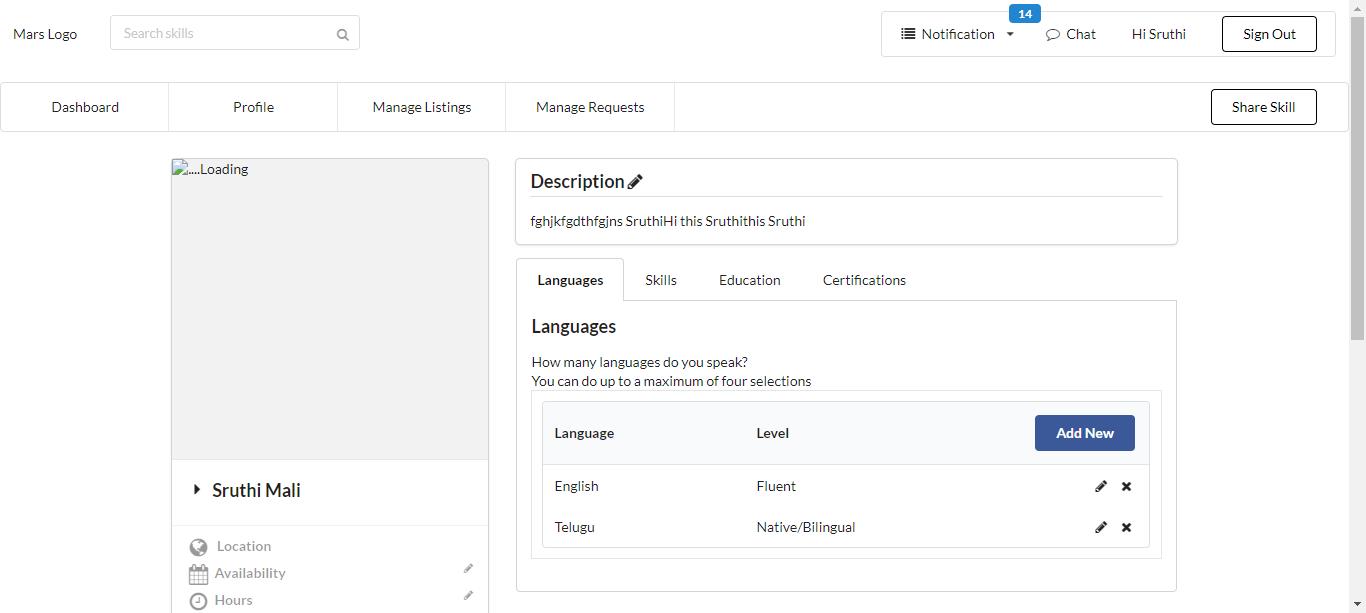 14
Mars Logo
Search skills
Notification
Chat
Hi Sruthi
Sign Out
Dashboard
Profile
Manage Listings
Manage Requests
Share Skill
....Loading
Sruthi Mali
Location
Availability
Hours
Description
fghjkfgdthfgjns SruthiHi this Sruthithis Sruthi
Languages
Skills
Education
Certifications
Languages
How many languages do you speak?
You can do up to a maximum of four selections
Language
Level
Add New
English
Fluent
Telugu
Native/Bilingual